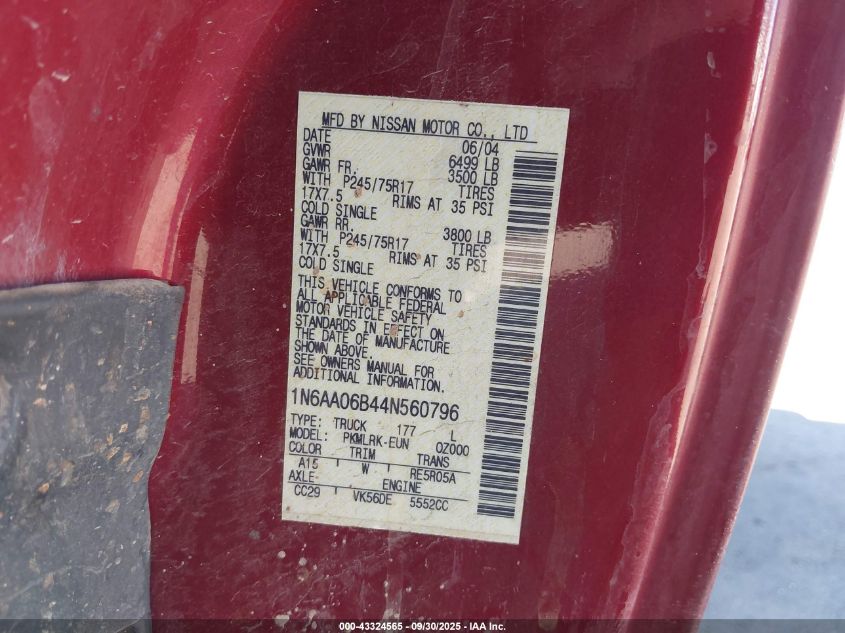 MFD BY NISSAN MOTOR CO., LTD
DATE 06/04
GVWR 6499 LB
GAWR FR. 3500 LB
WITH P245/75R17 TIRES
17X7.5 RIMS AT 35 PSI
COLD SINGLE
GAWR RR. 3800 LB
WITH P245/75R17 TIRES
17X7.5 RIMS AT 35 PSI
COLD SINGLE
THIS VEHICLE CONFORMS TO
ALL APPLICABLE FEDERAL
MOTOR VEHICLE SAFETY
STANDARDS IN EFFECT ON
THE DATE OF MANUFACTURE
SHOWN ABOVE.
SEE OWNERS MANUAL FOR
ADDITIONAL INFORMATION
1N6AA06B44N560796
TYPE: TRUCK 177 L
MODEL: PKMLRK-EUN OZ000
COLOR TRIM TRANS
A15 W RE5R05A
AXLE ENGINE
CC29 VK56DE 5552CC
000-43324565 - 09/30/2025 - IAA Inc.